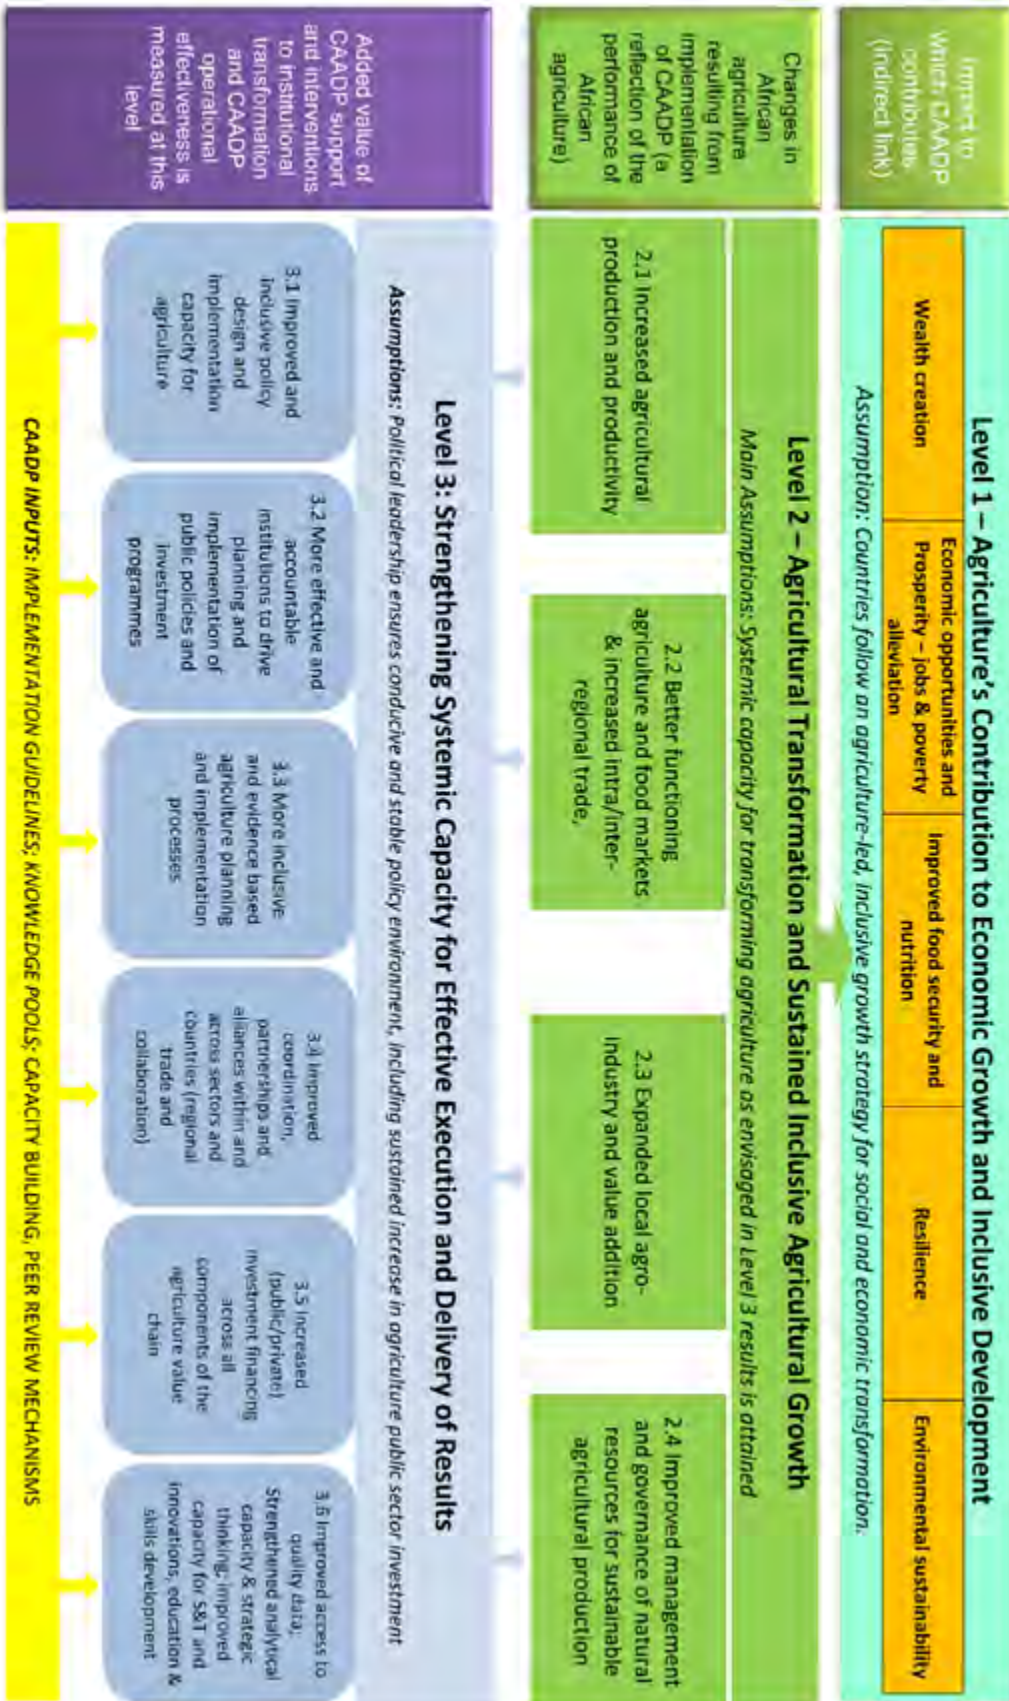 Impact to
which CAADP
contributes
(indirect link)
Level 1 – Agriculture's Contribution to Economic Growth and Inclusive Development
Wealth creation
Economic opportunities and
Prosperity – jobs & poverty
alleviation
Improved food security and
nutrition
Resilience
Environmental sustainability
Assumption: Countries follow an agriculture-led, inclusive growth strategy for social and economic transformation.
Changes in
African
agriculture
resulting from
implementation
of CAADP (a
reflection of the
performance of
African
agriculture)
Level 2 – Agricultural Transformation and Sustained Inclusive Agricultural Growth
Main Assumptions: Systemic capacity for transforming agriculture as envisaged in Level 3 results is attained
2.1 Increased agricultural
production and productivity
2.2 Better functioning
agriculture and food markets
& increased intra/inter-
regional trade,
2.3 Expanded local agro-
industry and value addition
2.4 Improved management
and governance of natural
resources for sustainable
agricultural production
Added value of
CAADP support
and interventions
to institutional
transformation
and CAADP
operational
effectiveness is
measured at this
level
Level 3: Strengthening Systemic Capacity for Effective Execution and Delivery of Results
Assumptions: Political leadership ensures conducive and stable policy environment, including sustained increase in agriculture public sector investment
3.1 Improved and
inclusive policy
design and
implementation
capacity for
agriculture
3.2 More effective and
accountable
institutions to drive
planning and
implementation of
public policies and
investment
programmes
3.3 More inclusive
and evidence based
agriculture planning
and implementation
processes
3.4 Improved
coordination,
partnerships and
alliances within and
across sectors and
countries (regional
trade and
collaboration)
3.5 Increased
(public/private)
investment financing
across all
components of the
agriculture value
chain
3.6 Improved access to
quality data;
Strengthened analytical
capacity & strategic
thinking; improved
capacity for S&T and
innovations, education &
skills development
CAADP INPUTS: IMPLEMENTATION GUIDELINES; KNOWLEDGE POOLS; CAPACITY BUILDING, PEER REVIEW MECHANISMS